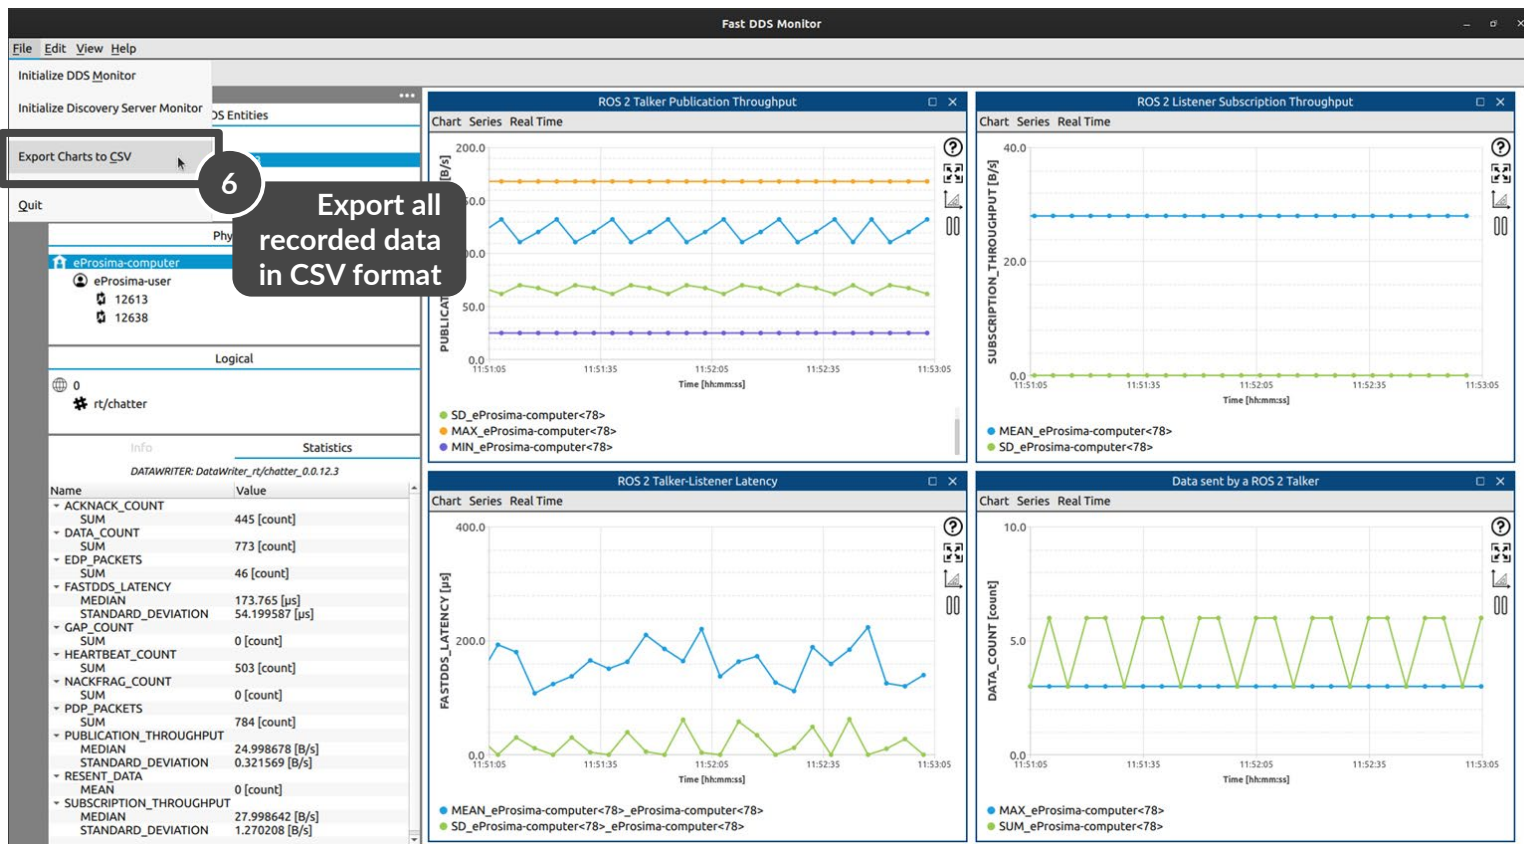 Fast DDS Monitor
File Edit View Help
Initialize DDS Monitor
Initialize Discovery Server Monitor
Export Charts to CSV
Quit
DS Entities
6
Export all
recorded data
in CSV format
Phy
eProsima-computer
eProsima-user
12613
12638
Logical
0
rt/chatter
Info Statistics
DATAWRITER: DataWriter_rt/chatter_0.0.12.3
Name Value
ACKNACK_COUNT
SUM 445 [count]
DATA_COUNT
SUM 773 [count]
EDP_PACKETS
SUM 46 [count]
FASTDDS_LATENCY
MEDIAN 173.765 [µs]
STANDARD_DEVIATION 54.199587 [µs]
GAP_COUNT
SUM 0 [count]
HEARTBEAT_COUNT
SUM 503 [count]
NACKFRAG_COUNT
SUM 0 [count]
PDP_PACKETS
SUM 784 [count]
PUBLICATION_THROUGHPUT
MEDIAN 24.998678 [B/s]
STANDARD_DEVIATION 0.321569 [B/s]
RESENT_DATA
MEAN 0 [count]
SUBSCRIPTION_THROUGHPUT
MEDIAN 27.998642 [B/s]
STANDARD_DEVIATION 1.270208 [B/s]
ROS 2 Talker Publication Throughput
Chart Series Real Time
PUBLICAT [B/s]
200.0
50.0
00.0
50.0
0.0
11:51:05 11:51:35 11:52:05 11:52:35 11:53:05
Time [hh:mm:ss]
SD_eProsima-computer<78>
MAX_eProsima-computer<78>
MIN_eProsima-computer<78>
ROS 2 Listener Subscription Throughput
Chart Series Real Time
SUBSCRIPTION_THROUGHPUT [B/s]
40.0
20.0
0.0
11:51:05 11:51:35 11:52:05 11:52:35 11:53:05
Time [hh:mm:ss]
MEAN_eProsima-computer<78>
SD_eProsima-computer<78>
ROS 2 Talker-Listener Latency
Chart Series Real Time
FASTDDS_LATENCY [µs]
400.0
200.0
0.0
11:51:05 11:51:35 11:52:05 11:52:35 11:53:05
Time [hh:mm:ss]
MEAN_eProsima-computer<78>_eProsima-computer<78>
SD_eProsima-computer<78>_eProsima-computer<78>
Data sent by a ROS 2 Talker
Chart Series Real Time
DATA_COUNT [count]
10.0
5.0
0.0
11:51:05 11:51:35 11:52:05 11:52:35 11:53:05
Time [hh:mm:ss]
MAX_eProsima-computer<78>
SUM_eProsima-computer<78>